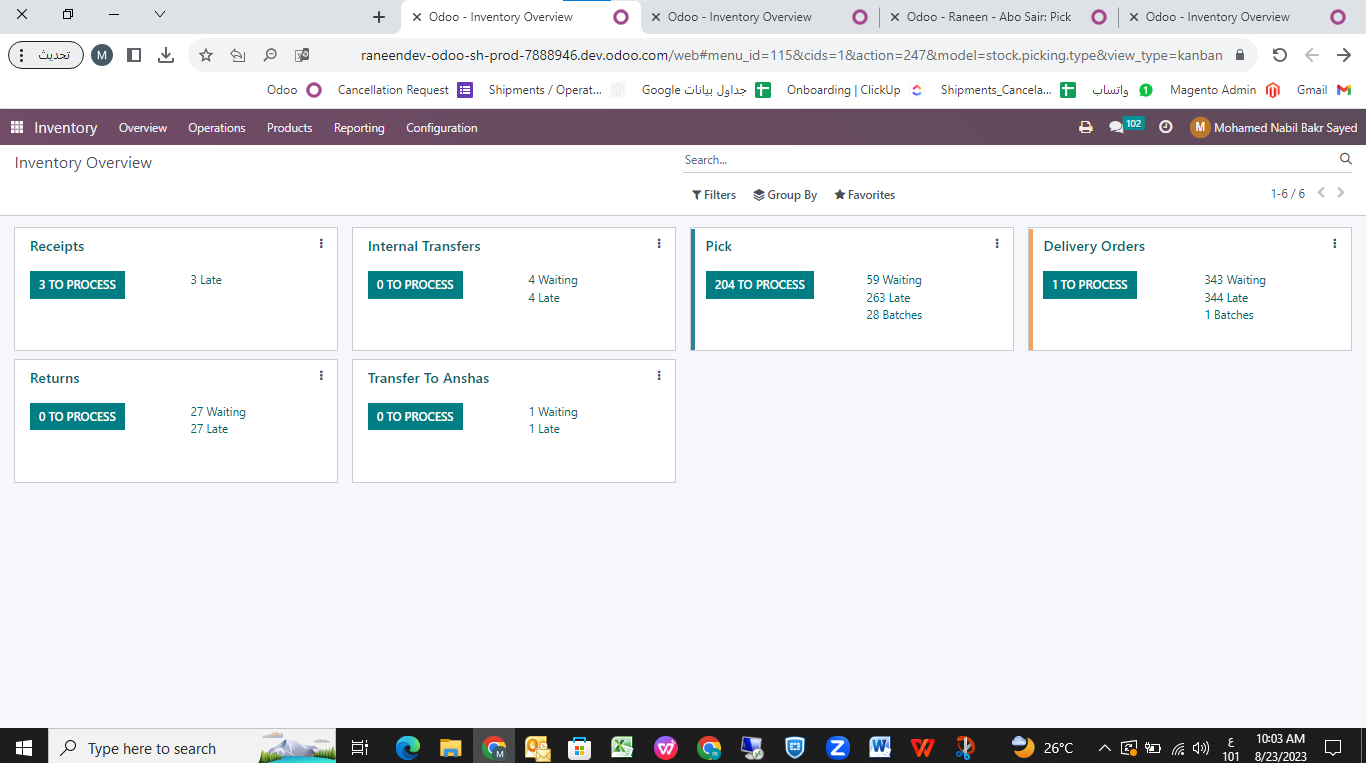 Odoo - Inventory Overview
Odoo - Inventory Overview
Odoo - Raneen - Abo Sair: Pick
Odoo - Inventory Overview
تحديث
M
raneendev-odoo-sh-prod-7888946.dev.odoo.com/web#menu_id=115&cids=1&action=247&model=stock.picking.type&view_type=kanban
Odoo
Cancellation Request
Shipments / Operat...
جداول بيانات Google
Onboarding | ClickUp
Shipments_Cancela...
واتساب
1
Magento Admin
Gmail
Inventory
Overview
Operations
Products
Reporting
Configuration
102
M
Mohamed Nabil Bakr Sayed
Inventory Overview
Search...
Filters
Group By
Favorites
1-6 / 6
Receipts
3 TO PROCESS
3 Late
Internal Transfers
0 TO PROCESS
4 Waiting
4 Late
Pick
204 TO PROCESS
59 Waiting
263 Late
28 Batches
Delivery Orders
1 TO PROCESS
343 Waiting
344 Late
1 Batches
Returns
0 TO PROCESS
27 Waiting
27 Late
Transfer To Anshas
0 TO PROCESS
1 Waiting
1 Late
Type here to search
26°C
ع
101
10:03 AM
8/23/2023